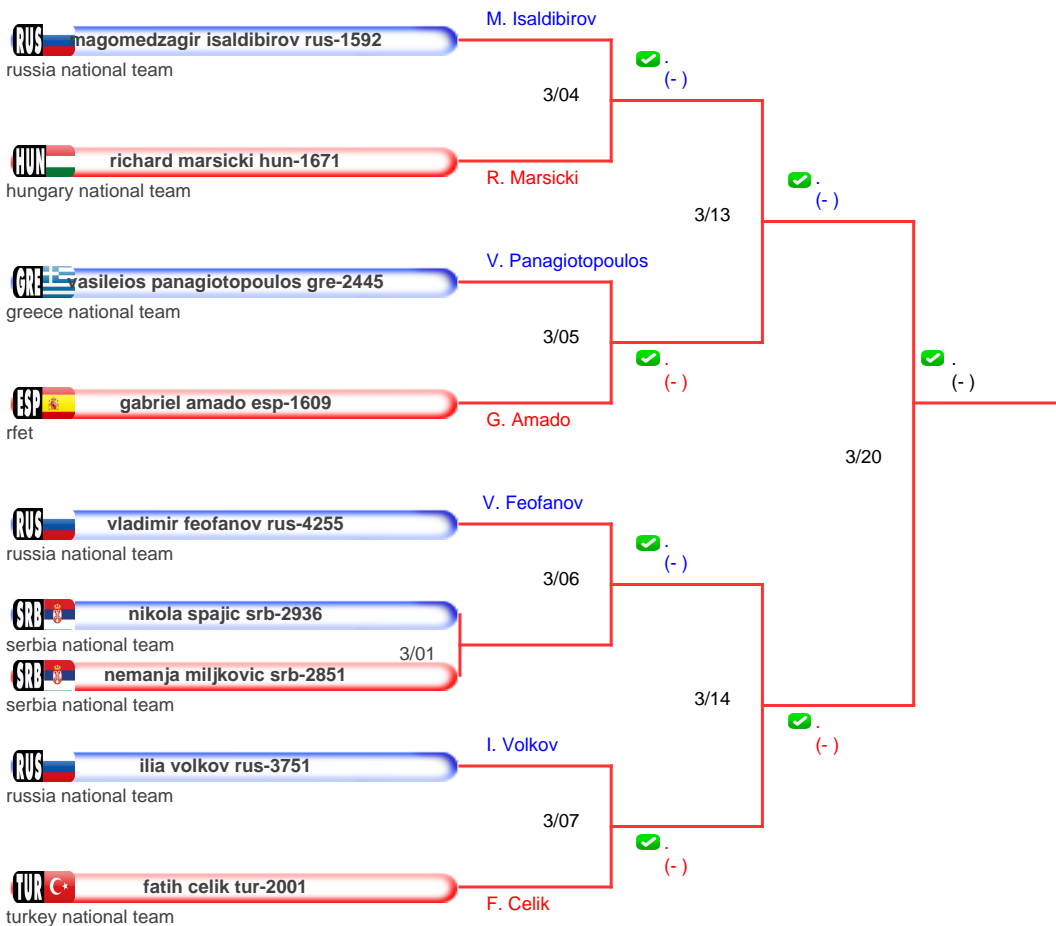 M. Isaldibirov
RUS magomedzagir isaldibirov rus-1592
russia national team
.
(- )
3/04
HUN richard marsicki hun-1671
hungary national team
R. Marsicki
.
(- )
3/13
V. Panagiotopoulos
GRE vasileios panagiotopoulos gre-2445
greece national team
3/05
.
(- )
.
(- )
ESP gabriel amado esp-1609
rfet
G. Amado
3/20
V. Feofanov
RUS vladimir feofanov rus-4255
russia national team
.
(- )
3/06
SRB nikola spajic srb-2936
serbia national team
3/01
SRB nemanja miljkovic srb-2851
serbia national team
3/14
.
(- )
I. Volkov
RUS ilia volkov rus-3751
russia national team
3/07
.
(- )
TUR fatih celik tur-2001
turkey national team
F. Celik